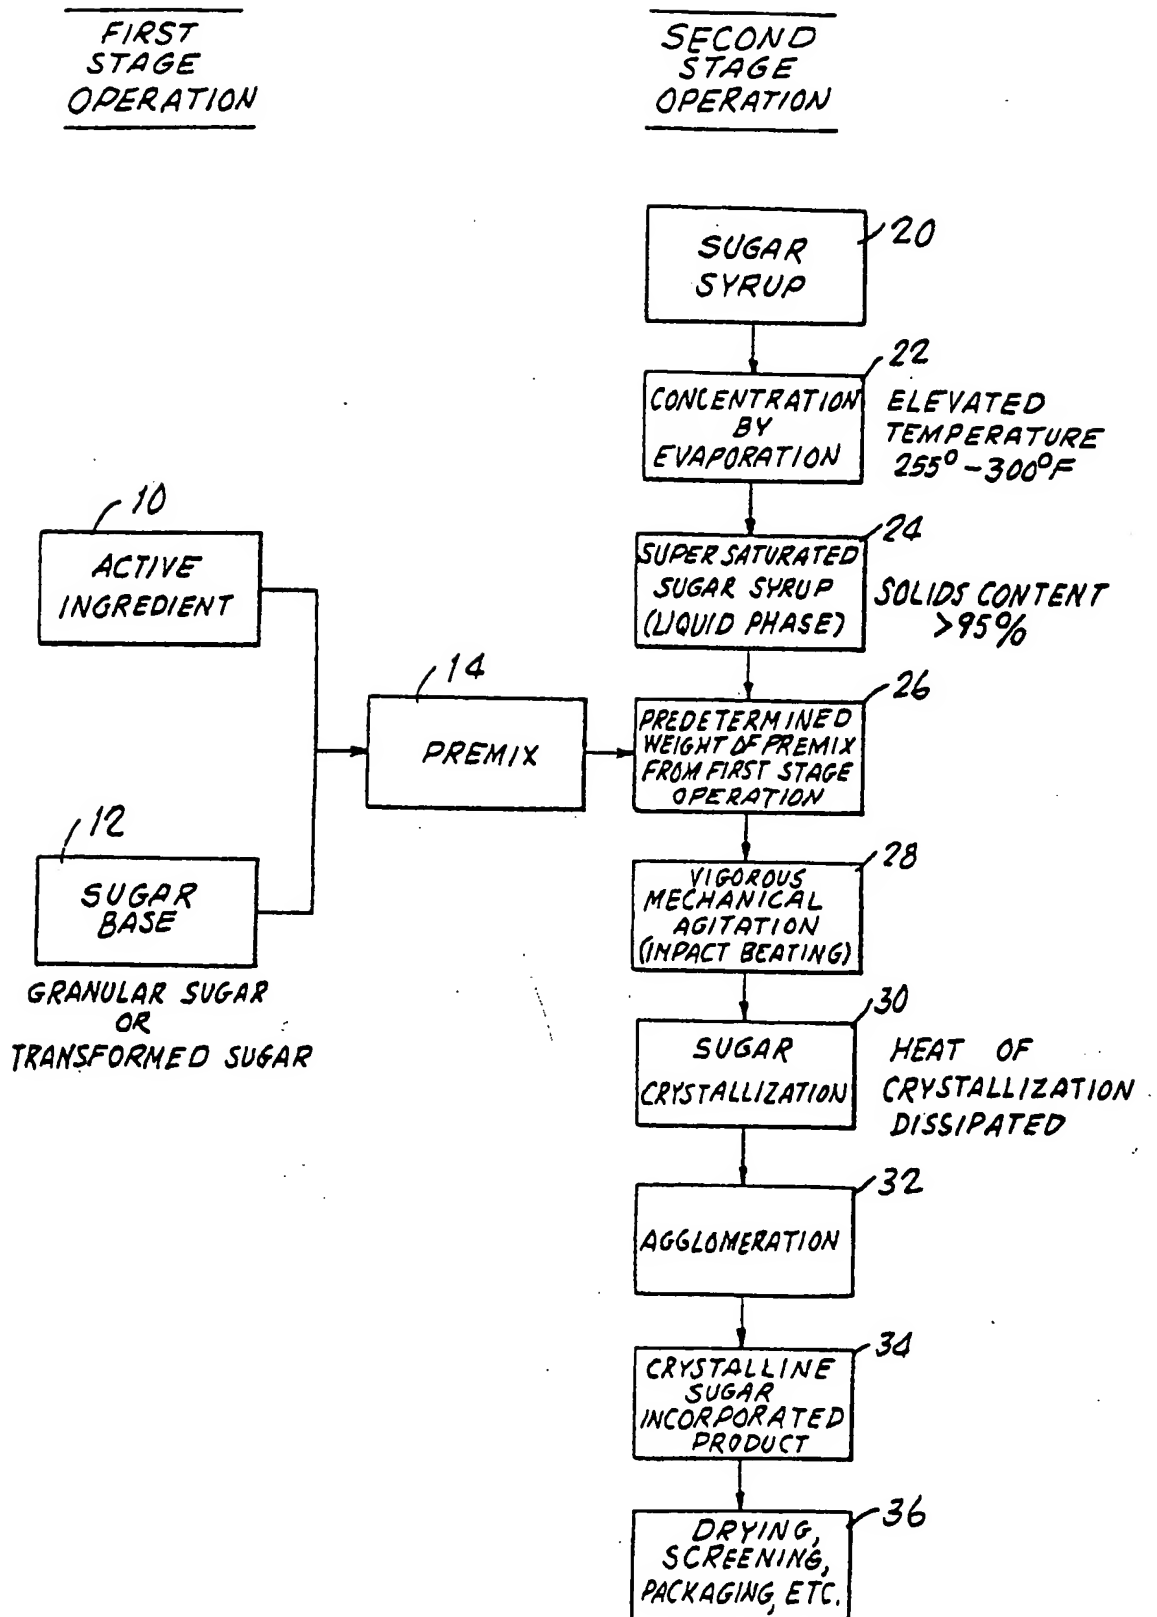 FIRST
STAGE
OPERATION
SECOND
STAGE
OPERATION
SUGAR
SYRUP
20
CONCENTRATION
BY
EVAPORATION
22
ELEVATED
TEMPERATURE
255° - 300°F
10
ACTIVE
INGREDIENT
SUPER SATURATED
SUGAR SYRUP
(LIQUID PHASE)
24
SOLIDS CONTENT
>95%
14
PREMIX
PREDETERMINED
WEIGHT OF PREMIX
FROM FIRST STAGE
OPERATION
26
12
SUGAR
BASE
GRANULAR SUGAR
OR
TRANSFORMED SUGAR
VIGOROUS
MECHANICAL
AGITATION
(IMPACT BEATING)
28
SUGAR
CRYSTALLIZATION
30
HEAT OF
CRYSTALLIZATION
DISSIPATED
AGGLOMERATION
32
CRYSTALLINE
SUGAR
INCORPORATED
PRODUCT
34
DRYING,
SCREENING,
PACKAGING, ETC.
36